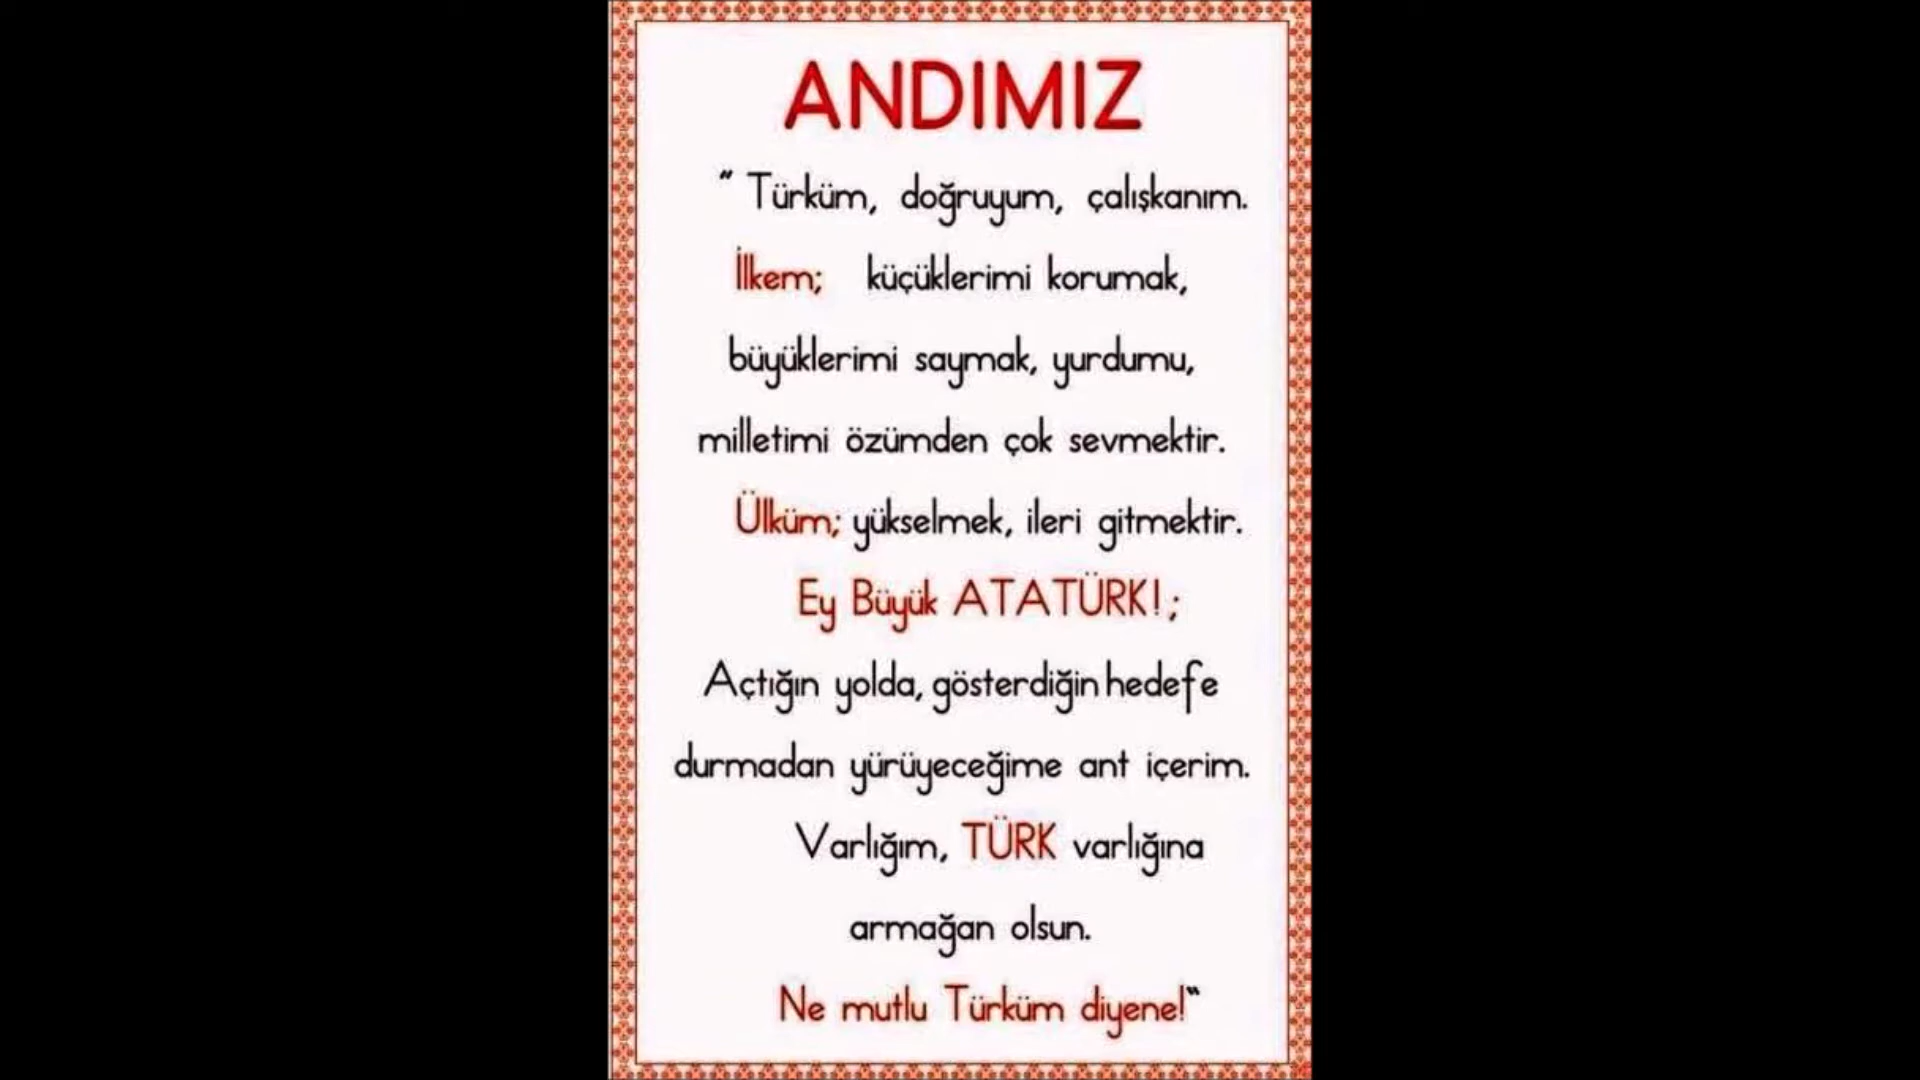 ANDIMIZ
“ Türküm, doğruyum, çalışkanım.
İlkem; küçüklerimi korumak,
büyüklerimi saymak, yurdumu,
milletimi özümden çok sevmektir.
Ülküm; yükselmek, ileri gitmektir.
Ey Büyük ATATÜRK! ;
Açtığın yolda, gösterdiğin hedefe
durmadan yürüyeceğime ant içerim.
Varlığım, TÜRK varlığına
armağan olsun.
Ne mutlu Türküm diyene!“